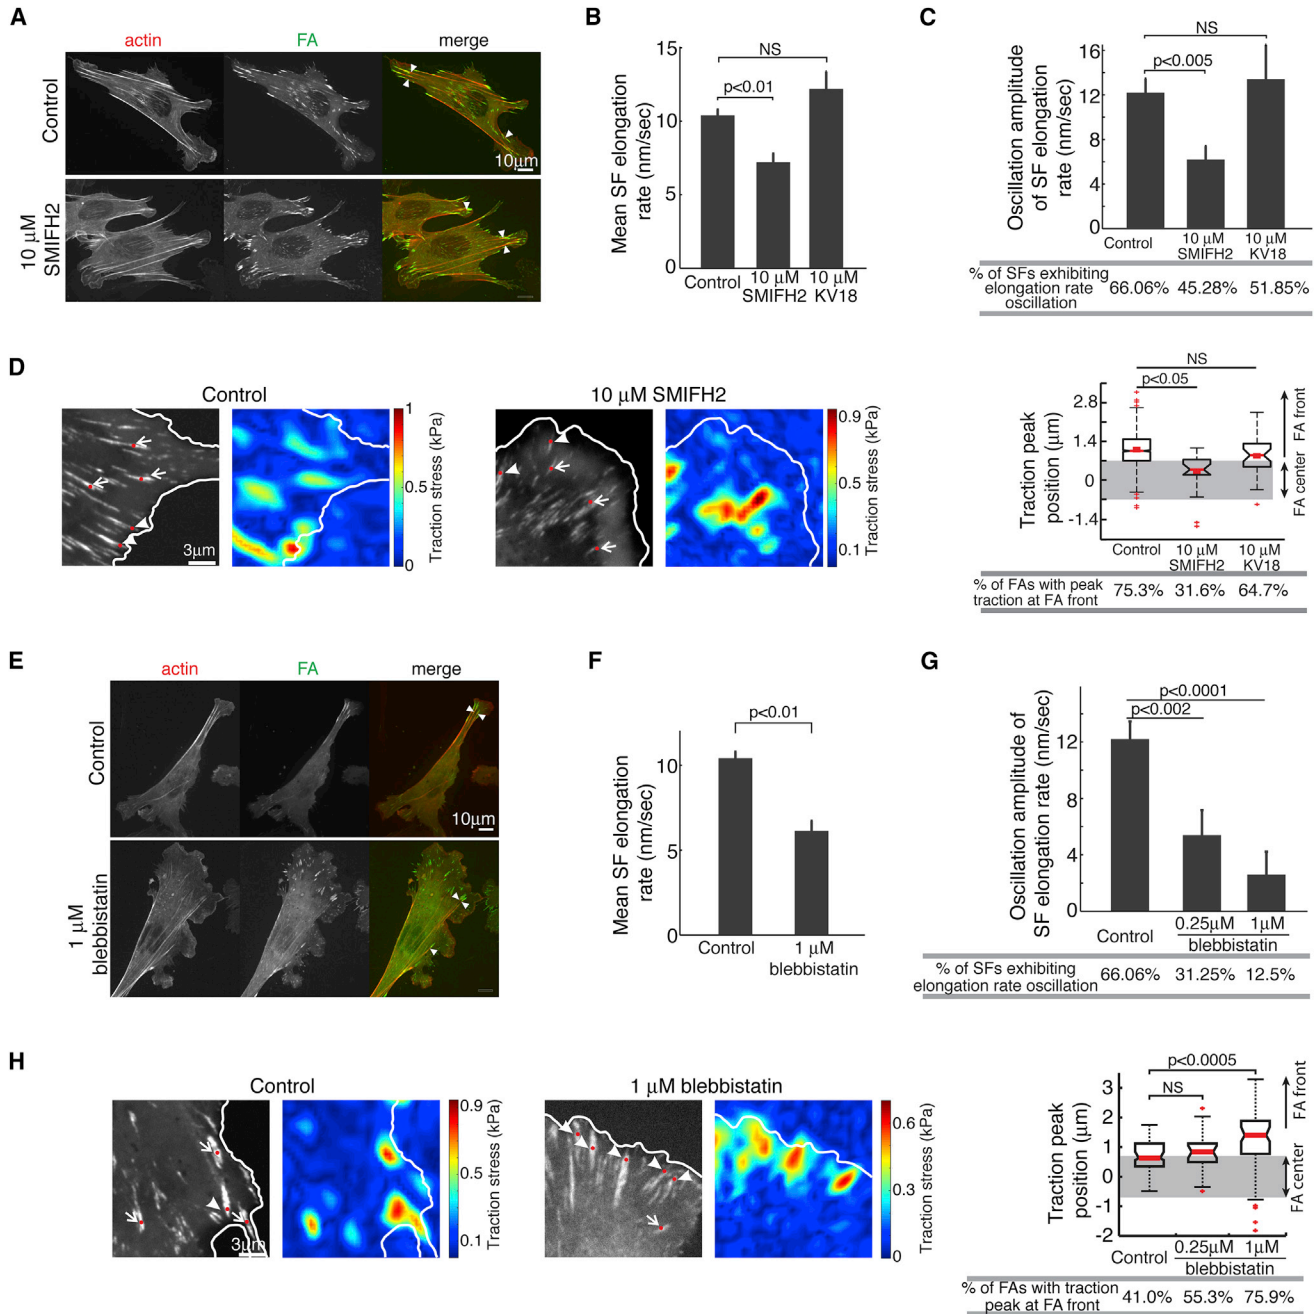 A
actin
FA
merge
Control
10μm
10 μM
SMIFH2
B
Mean SF elongation
rate (nm/sec)
15
10
5
0
NS
p<0.01
Control
10 μM
SMIFH2
10 μM
KV18
C
Oscillation amplitude
of SF elongation
rate (nm/sec)
16
12
8
4
0
NS
p<0.005
Control
10 μM
SMIFH2
10 μM
KV18
% of SFs exhibiting
elongation rate
oscillation
66.06%
45.28%
51.85%
D
Control
3μm
1
0.5
0
Traction stress (kPa)
10 μM SMIFH2
0.9
0.5
0.1
Traction stress (kPa)
Traction peak
position (μm)
2.8
1.4
0
-1.4
NS
p<0.05
FA front
FA center
Control
10 μM
SMIFH2
10 μM
KV18
% of FAs with peak
traction at FA front
75.3%
31.6%
64.7%
E
actin
FA
merge
Control
10μm
1 μM
blebbistatin
F
Mean SF elongation
rate (nm/sec)
10
5
0
p<0.01
Control
1 μM
blebbistatin
G
Oscillation amplitude of
SF elongation rate (nm/sec)
12
8
4
0
p<0.0001
p<0.002
Control
0.25μM
1μM
blebbistatin
% of SFs exhibiting
elongation rate oscillation
66.06%
31.25%
12.5%
H
Control
3μm
0.9
0.5
0.1
Traction stress (kPa)
1 μM blebbistatin
0.6
0.3
0
Traction stress (kPa)
Traction peak
position (μm)
3
2
1
0
-1
-2
p<0.0005
NS
FA front
FA center
Control
0.25μM
1μM
blebbistatin
% of FAs with traction
peak at FA front
41.0%
55.3%
75.9%